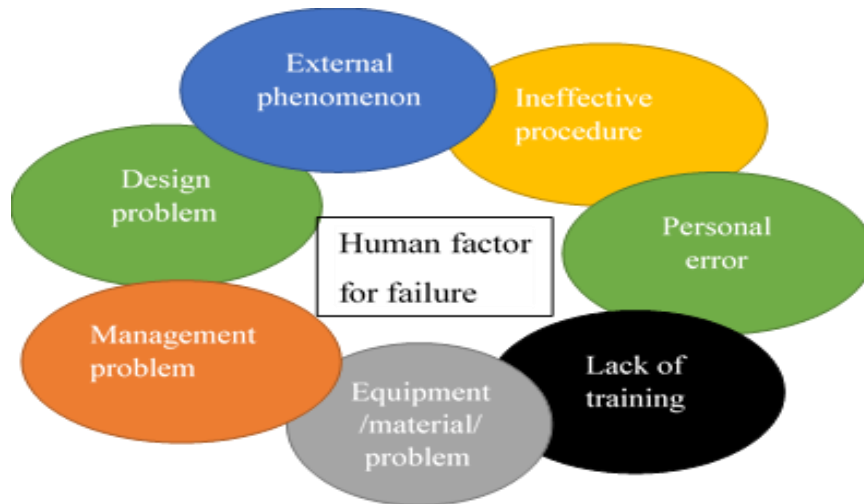 External
phenomenon
Ineffective
procedure
Design
problem
Personal
error
Human factor
for failure
Management
problem
Lack of
training
Equipment
/material/
problem